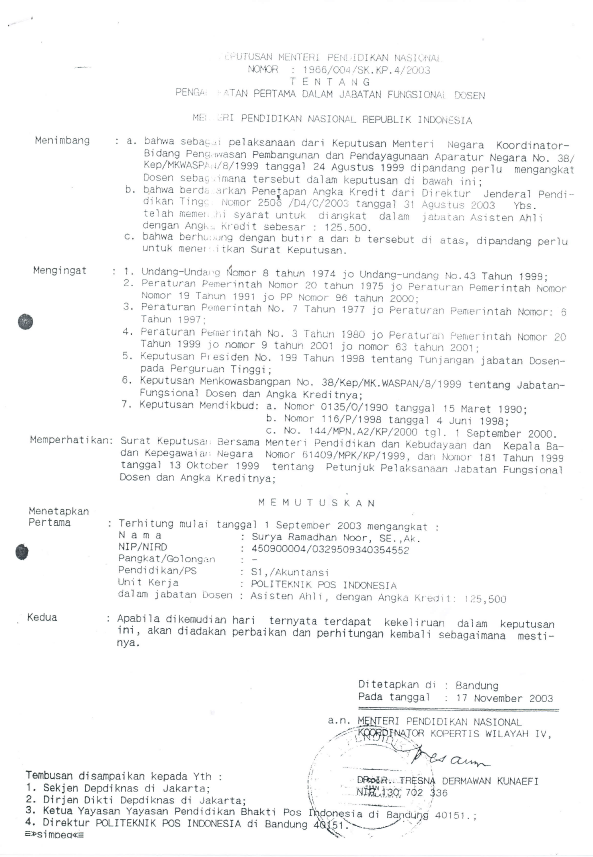 KEPUTUSAN MENTERI PENDIDIKAN NASIONAL
NOMOR : 1966/004/SK.KP.4/2003
T E N T A N G
PENGANGKATAN PERTAMA DALAM JABATAN FUNGSIONAL DOSEN
MENTERI PENDIDIKAN NASIONAL REPUBLIK INDONESIA
Menimbang : a. bahwa sebagai pelaksanaan dari Keputusan Menteri Negara Koordinator-
Bidang Pengawasan Pembangunan dan Pendayagunaan Aparatur Negara No. 38/
Kep/MKWASPAN/8/1999 tanggal 24 Agustus 1999 dipandang perlu mengangkat
Dosen sebagaimana tersebut dalam keputusan di bawah ini;
b. bahwa berdasarkan Penetapan Angka Kredit dari Direktur Jenderal Pendi-
dikan Tinggi Nomor 2506 /D4/C/2003 tanggal 31 Agustus 2003 Ybs.
telah memenuhi syarat untuk diangkat dalam jabatan Asisten Ahli
dengan Angka Kredit sebesar : 125.500.
c. bahwa berhubung dengan butir a dan b tersebut di atas, dipandang perlu
untuk menerbitkan Surat Keputusan.
Mengingat : 1. Undang-Undang Nomor 8 tahun 1974 jo Undang-undang No.43 Tahun 1999;
2. Peraturan Pemerintah Nomor 20 tahun 1975 jo Peraturan Pemerintah Nomor
Nomor 19 Tahun 1991 jo PP Nomor 96 tahun 2000;
3. Peraturan Pemerintah No. 7 Tahun 1977 jo Peraturan Pemerintah Nomor: 6
Tahun 1997;
4. Peraturan Pemerintah No. 3 Tahun 1980 jo Peraturan Pemerintah Nomor 20
Tahun 1999 jo nomor 9 tahun 2001 jo nomor 63 tahun 2001;
5. Keputusan Presiden No. 199 Tahun 1998 tentang Tunjangan jabatan Dosen-
pada Perguruan Tinggi;
6. Keputusan Menkowasbangpan No. 38/Kep/MK.WASPAN/8/1999 tentang Jabatan-
Fungsional Dosen dan Angka Kreditnya;
7. Keputusan Mendikbud: a. Nomor 0135/O/1990 tanggal 15 Maret 1990;
b. Nomor 116/P/1998 tanggal 4 Juni 1998;
c. No. 144/MPN.A2/KP/2000 tgl. 1 September 2000.
Memperhatikan: Surat Keputusan Bersama Menteri Pendidikan dan Kebudayaan dan Kepala Ba-
dan Kepegawaian Negara Nomor 61409/MPK/KP/1999, dan Nomor 181 Tahun 1999
tanggal 13 Oktober 1999 tentang Petunjuk Pelaksanaan Jabatan Fungsional
Dosen dan Angka Kreditnya;
M E M U T U S K A N
Menetapkan
Pertama : Terhitung mulai tanggal 1 September 2003 mengangkat :
N a m a : Surya Ramadhan Noor, SE.,Ak.
NIP/NIRD : 450900004/0329509340354552
Pangkat/Golongan : -
Pendidikan/PS : S1,/Akuntansi
Unit Kerja : POLITEKNIK POS INDONESIA
dalam jabatan Dosen : Asisten Ahli, dengan Angka Kredit: 125,500
Kedua : Apabila dikemudian hari ternyata terdapat kekeliruan dalam keputusan
ini, akan diadakan perbaikan dan perhitungan kembali sebagaimana mesti-
nya.
Ditetapkan di : Bandung
Pada tanggal : 17 November 2003
a.n. MENTERI PENDIDIKAN NASIONAL
KOORDINATOR KOPERTIS WILAYAH IV,
DR. IR. TRESNA DERMAWAN KUNAEFI
NIP.130 702 336
Tembusan disampaikan kepada Yth :
1. Sekjen Depdiknas di Jakarta;
2. Dirjen Dikti Depdiknas di Jakarta;
3. Ketua Yayasan Yayasan Pendidikan Bhakti Pos Indonesia di Bandung 40151.;
4. Direktur POLITEKNIK POS INDONESIA di Bandung 40151.
≡>simpeg<≡